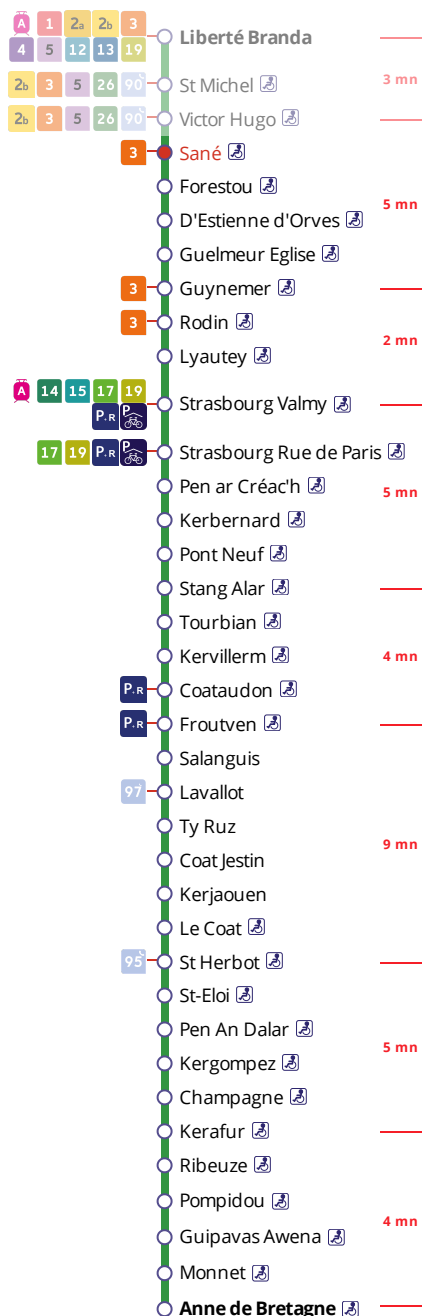 A 1 2a 2b 3
Liberté Branda
4 5 12 13 19
3 mn
2b 3 5 26 90 St Michel
2b 3 5 26 90 Victor Hugo
3 Sané
Forestou
5 mn
D'Estienne d'Orves
Guelmeur Eglise
3 Guynemer
3 Rodin
2 mn
Lyautey
A 14 15 17 19
Strasbourg Valmy
P+R P
17 19 P+R P Strasbourg Rue de Paris
Pen ar Créac'h
5 mn
Kerbernard
Pont Neuf
Stang Alar
Tourbian
Kervillerm
4 mn
P+R Coataudon
P+R Froutven
Salanguis
97 Lavallot
Ty Ruz
9 mn
Coat Jestin
Kerjaouen
Le Coat
95 St Herbot
St-Eloi
Pen An Dalar
5 mn
Kergompez
Champagne
Kerafur
Ribeuze
Pompidou
4 mn
Guipavas Awena
Monnet
Anne de Bretagne